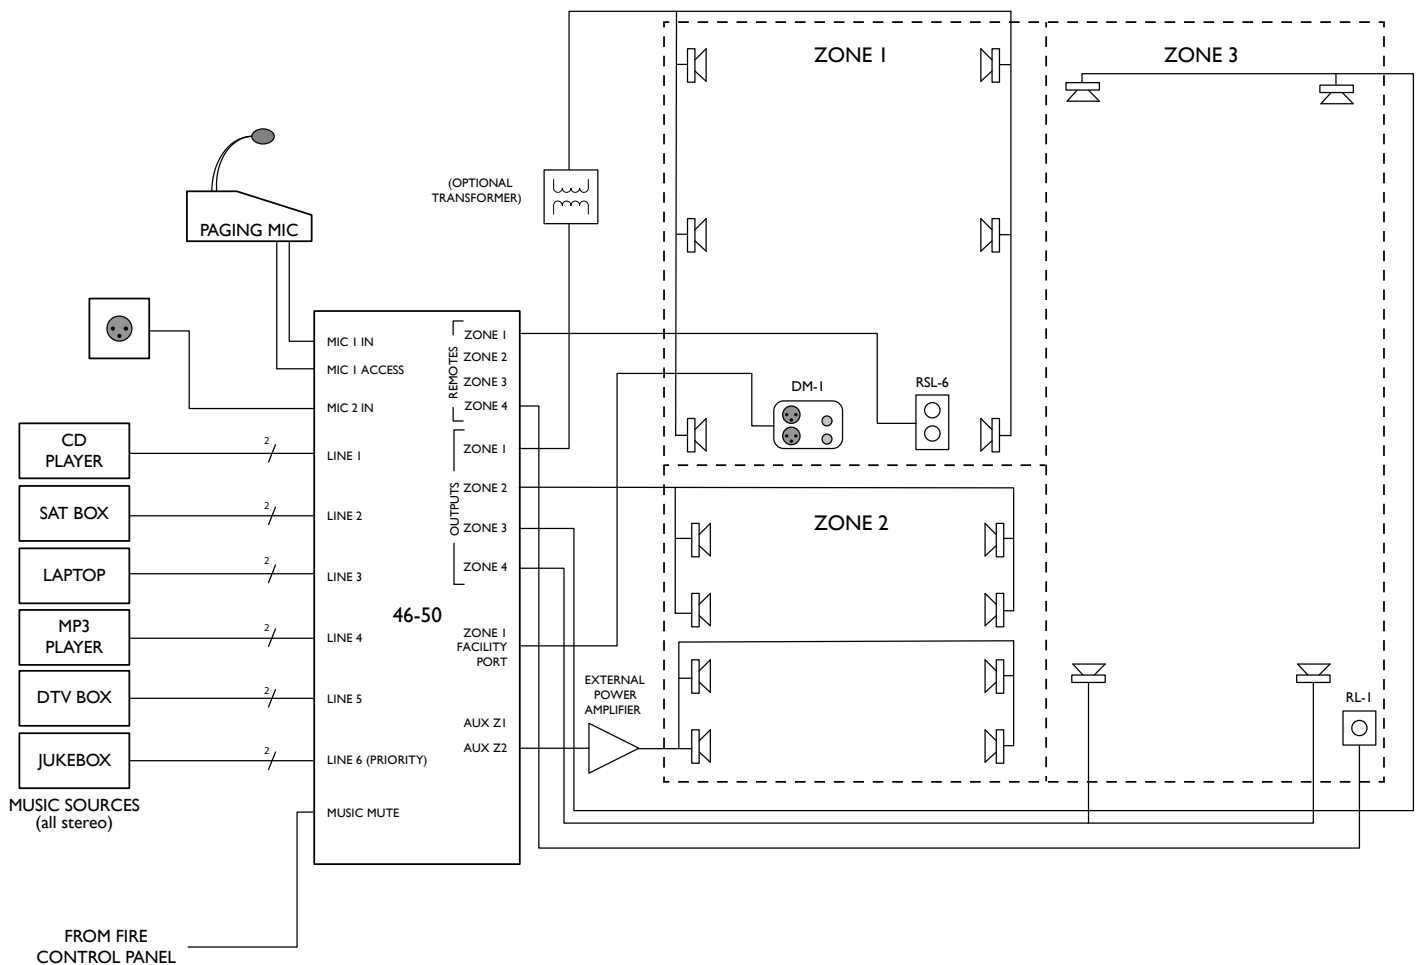 ZONE 1
ZONE 3
(OPTIONAL
TRANSFORMER)
PAGING MIC
MIC 1 IN
MIC 1 ACCESS
MIC 2 IN
REMOTES
ZONE 1
ZONE 2
ZONE 3
ZONE 4
DM-1
RSL-6
CD
PLAYER
2
LINE 1
SAT BOX
2
LINE 2
LAPTOP
2
LINE 3
MP3
PLAYER
2
LINE 4
DTV BOX
2
LINE 5
JUKEBOX
2
LINE 6 (PRIORITY)
MUSIC SOURCES
(all stereo)
MUSIC MUTE
OUTPUTS
ZONE 1
ZONE 2
ZONE 3
ZONE 4
46-50
ZONE 1
FACILITY
PORT
AUX Z1
AUX Z2
EXTERNAL
POWER
AMPLIFIER
ZONE 2
RL-1
FROM FIRE
CONTROL PANEL